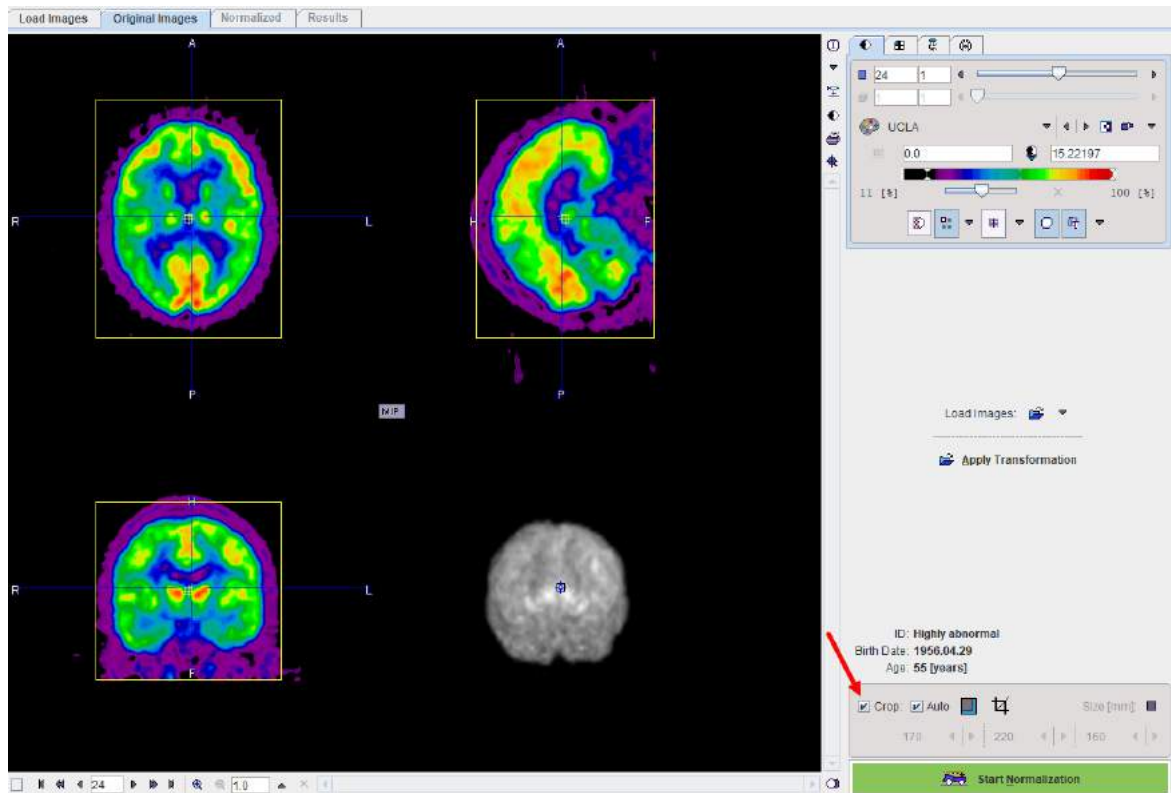 Load Images Original Images Normalized Results
A
A
R
L
H
F
P
P
MIP
H
R
L
F
24 1
1 1
UCLA
0.0 15.22197
11 [%] 100 [%]
Load Images:
Apply Transformation
ID: Highly abnormal
Birth Date: 1956.04.29
Age: 55 [years]
Crop: Auto Size [mm]:
170 220 160
24 1.0
Start Normalization